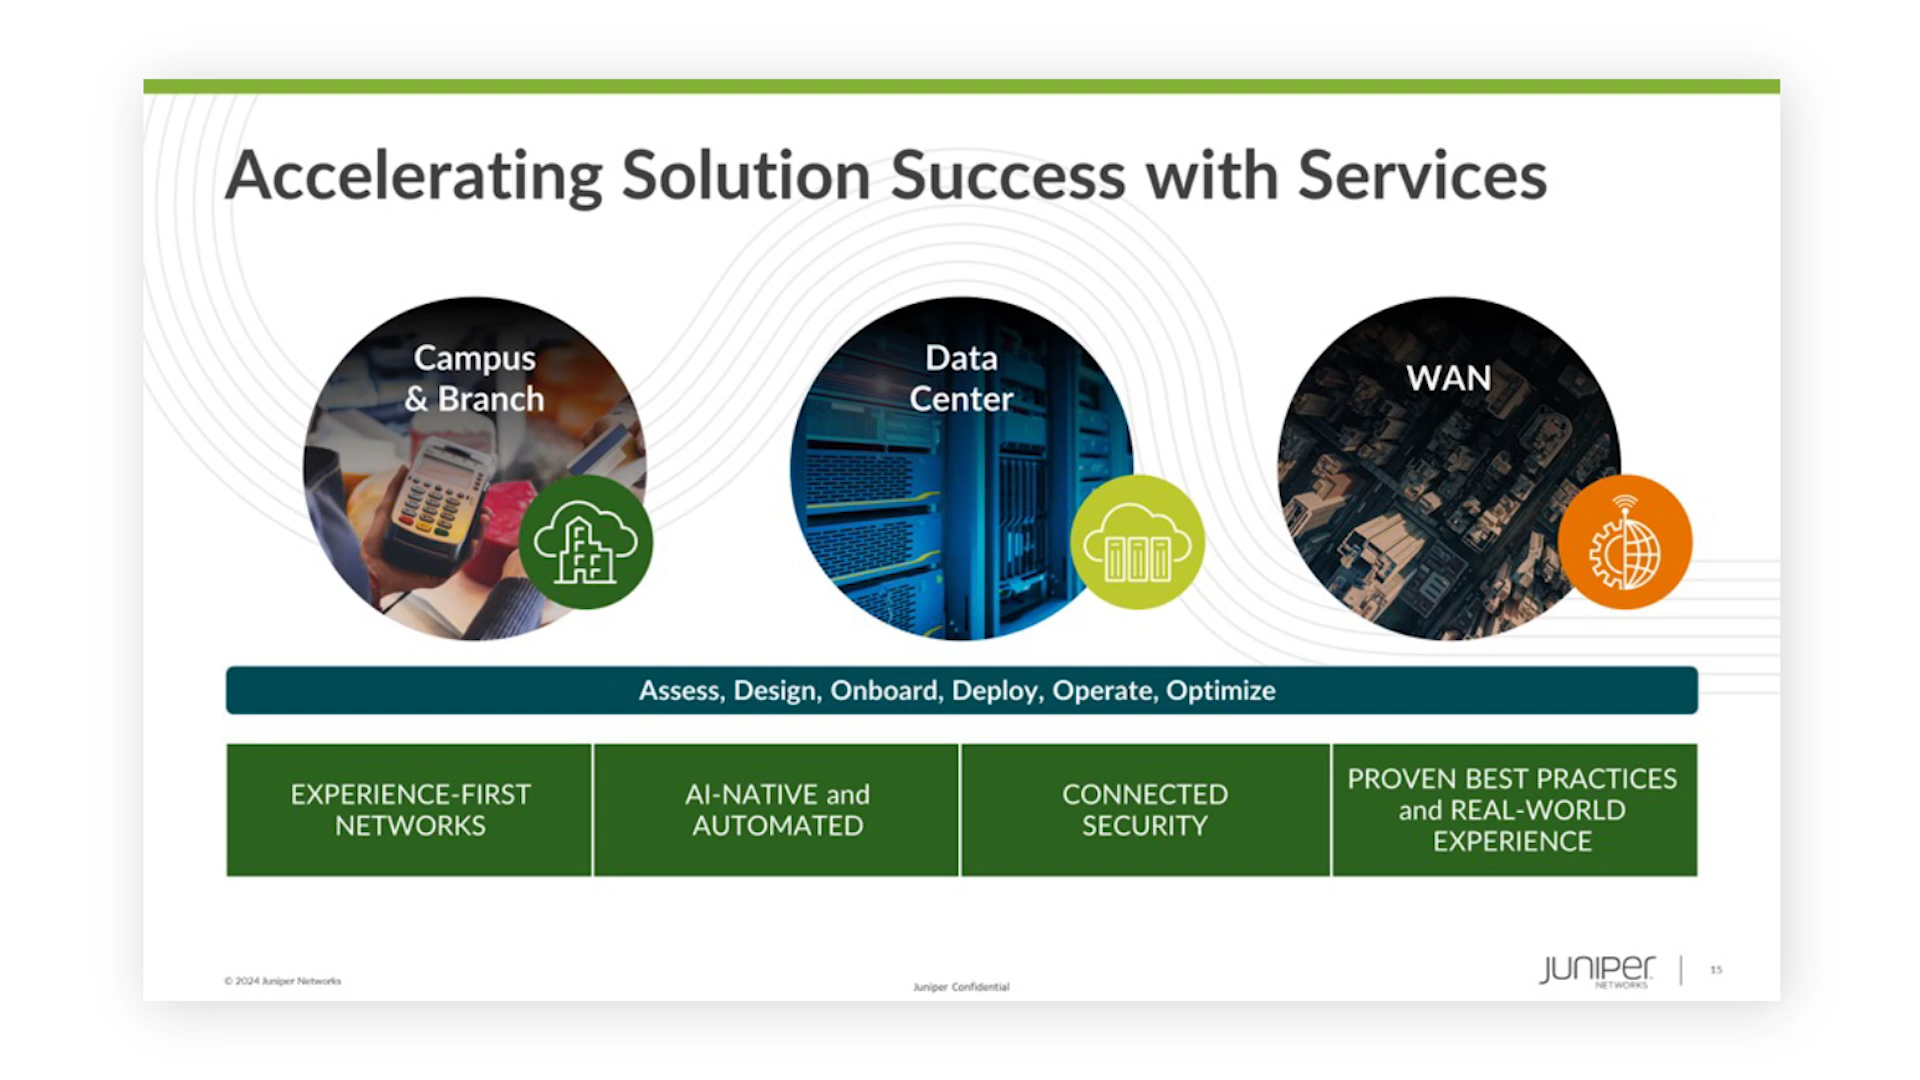 Accelerating Solution Success with Services
Campus
& Branch
Data
Center
WAN
Assess, Design, Onboard, Deploy, Operate, Optimize
EXPERIENCE-FIRST
NETWORKS
AI-NATIVE and
AUTOMATED
CONNECTED
SECURITY
PROVEN BEST PRACTICES
and REAL-WORLD
EXPERIENCE
© 2024 Juniper Networks
Juniper Confidential
JUNIPER
NETWORKS
15